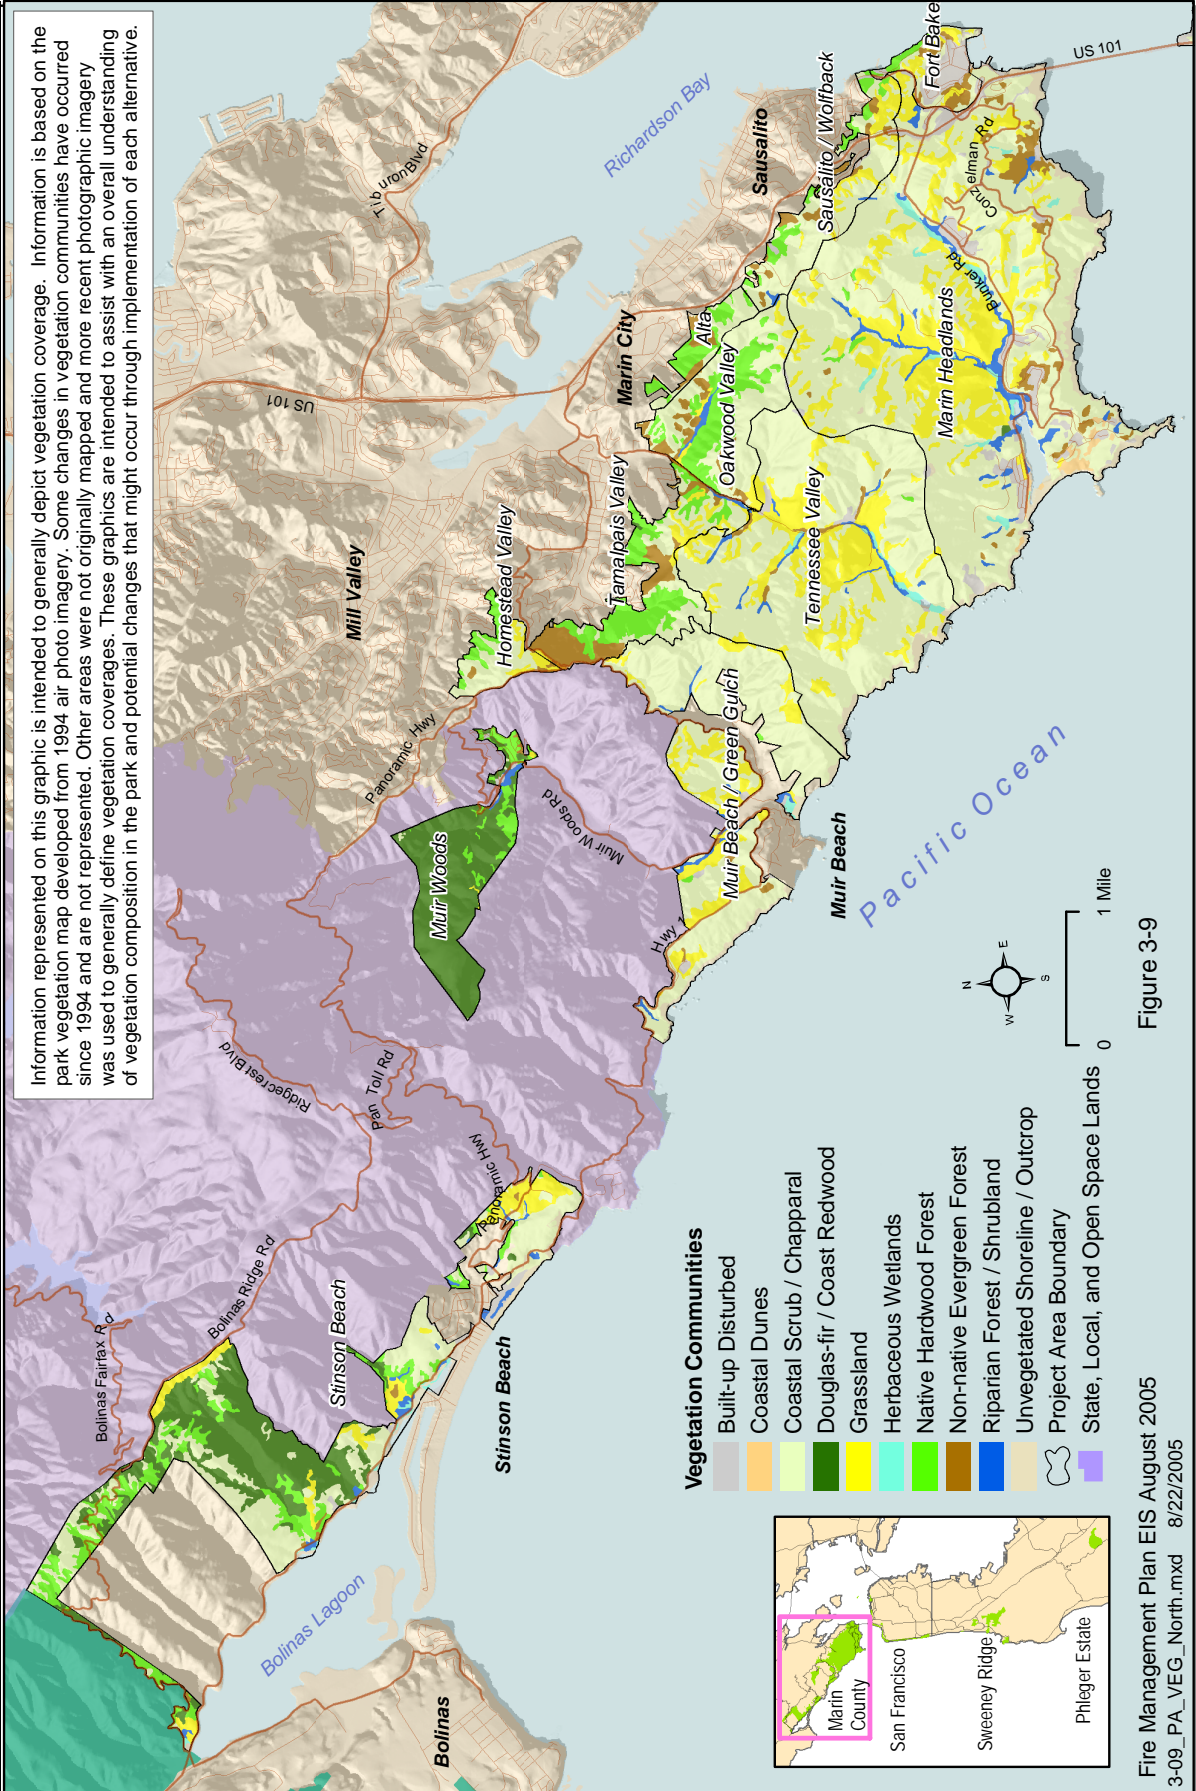 Information represented on this graphic is intended to generally depict vegetation coverage.  Information is based on the
park vegetation map developed from 1994 air photo imagery. Some changes in vegetation communities have occurred
since 1994 and are not represented. Other areas were not originally mapped and more recent photographic imagery
was used to generally define vegetation coverages. These graphics are intended to assist with an overall understanding
of vegetation composition in the park and potential changes that might occur through implementation of each alternative.
Bolinas Fairfax Rd
Bolinas Ridge Rd
Ridgecrest Blvd
Pan Toll Rd
Panoramic Hwy
Panoramic Hwy
Mill Valley
US 101
Tiburon Blvd
Richardson Bay
Sausalito
Marin City
Homestead Valley
Tamalpais Valley
Alta
Oakwood Valley
Sausalito / Wolfback
Fort Bake
US 101
Conzelman Rd
Bunker Rd
Marin Headlands
Tennessee Valley
Muir Woods
Muir Woods Rd
Muir Beach / Green Gulch
Hwy 1
Muir Beach
Stinson Beach
Stinson Beach
Bolinas Lagoon
Bolinas
Pacific Ocean
Vegetation Communities
Built-up Disturbed
Coastal Dunes
Coastal Scrub / Chapparal
Douglas-fir / Coast Redwood
Grassland
Herbaceous Wetlands
Native Hardwood Forest
Non-native Evergreen Forest
Riparian Forest / Shrubland
Unvegetated Shoreline / Outcrop
Project Area Boundary
State, Local, and Open Space Lands
N
W
E
S
0
1 Mile
Marin
County
San Francisco
Sweeney Ridge
Phleger Estate
Fire Management Plan EIS August 2005
3-09_PA_VEG_North.mxd    8/22/2005
Figure 3-9